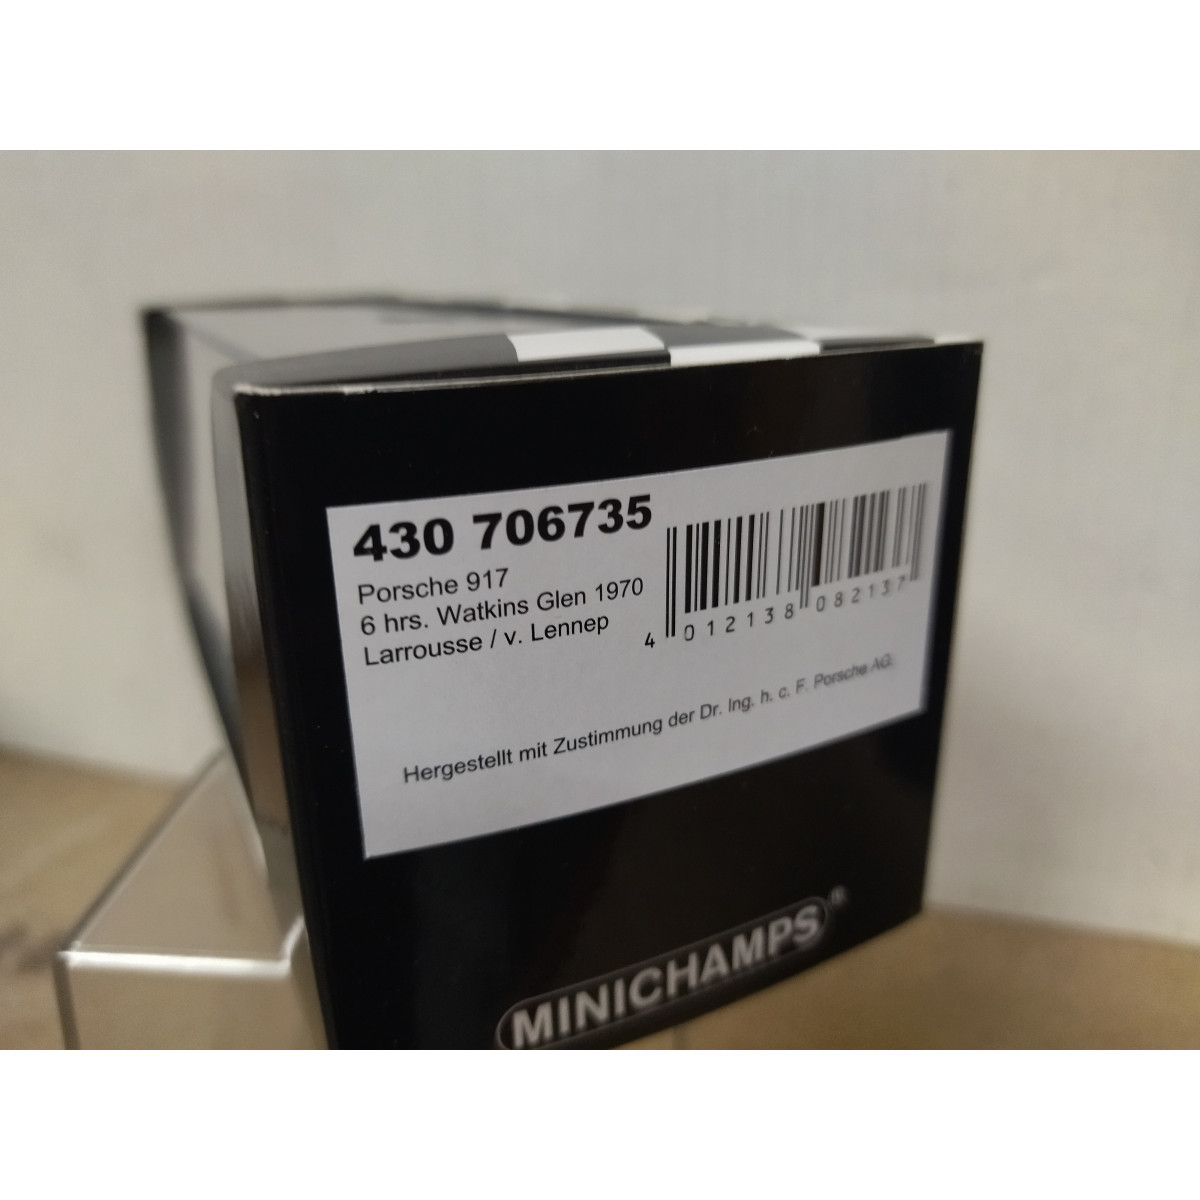 430 706735
Porsche 917
6 hrs. Watkins Glen 1970
Larrousse / v. Lennep
4 012138 082137
Hergestellt mit Zustimmung der Dr. Ing. h. c. F. Porsche AG.
MINICHAMPS®